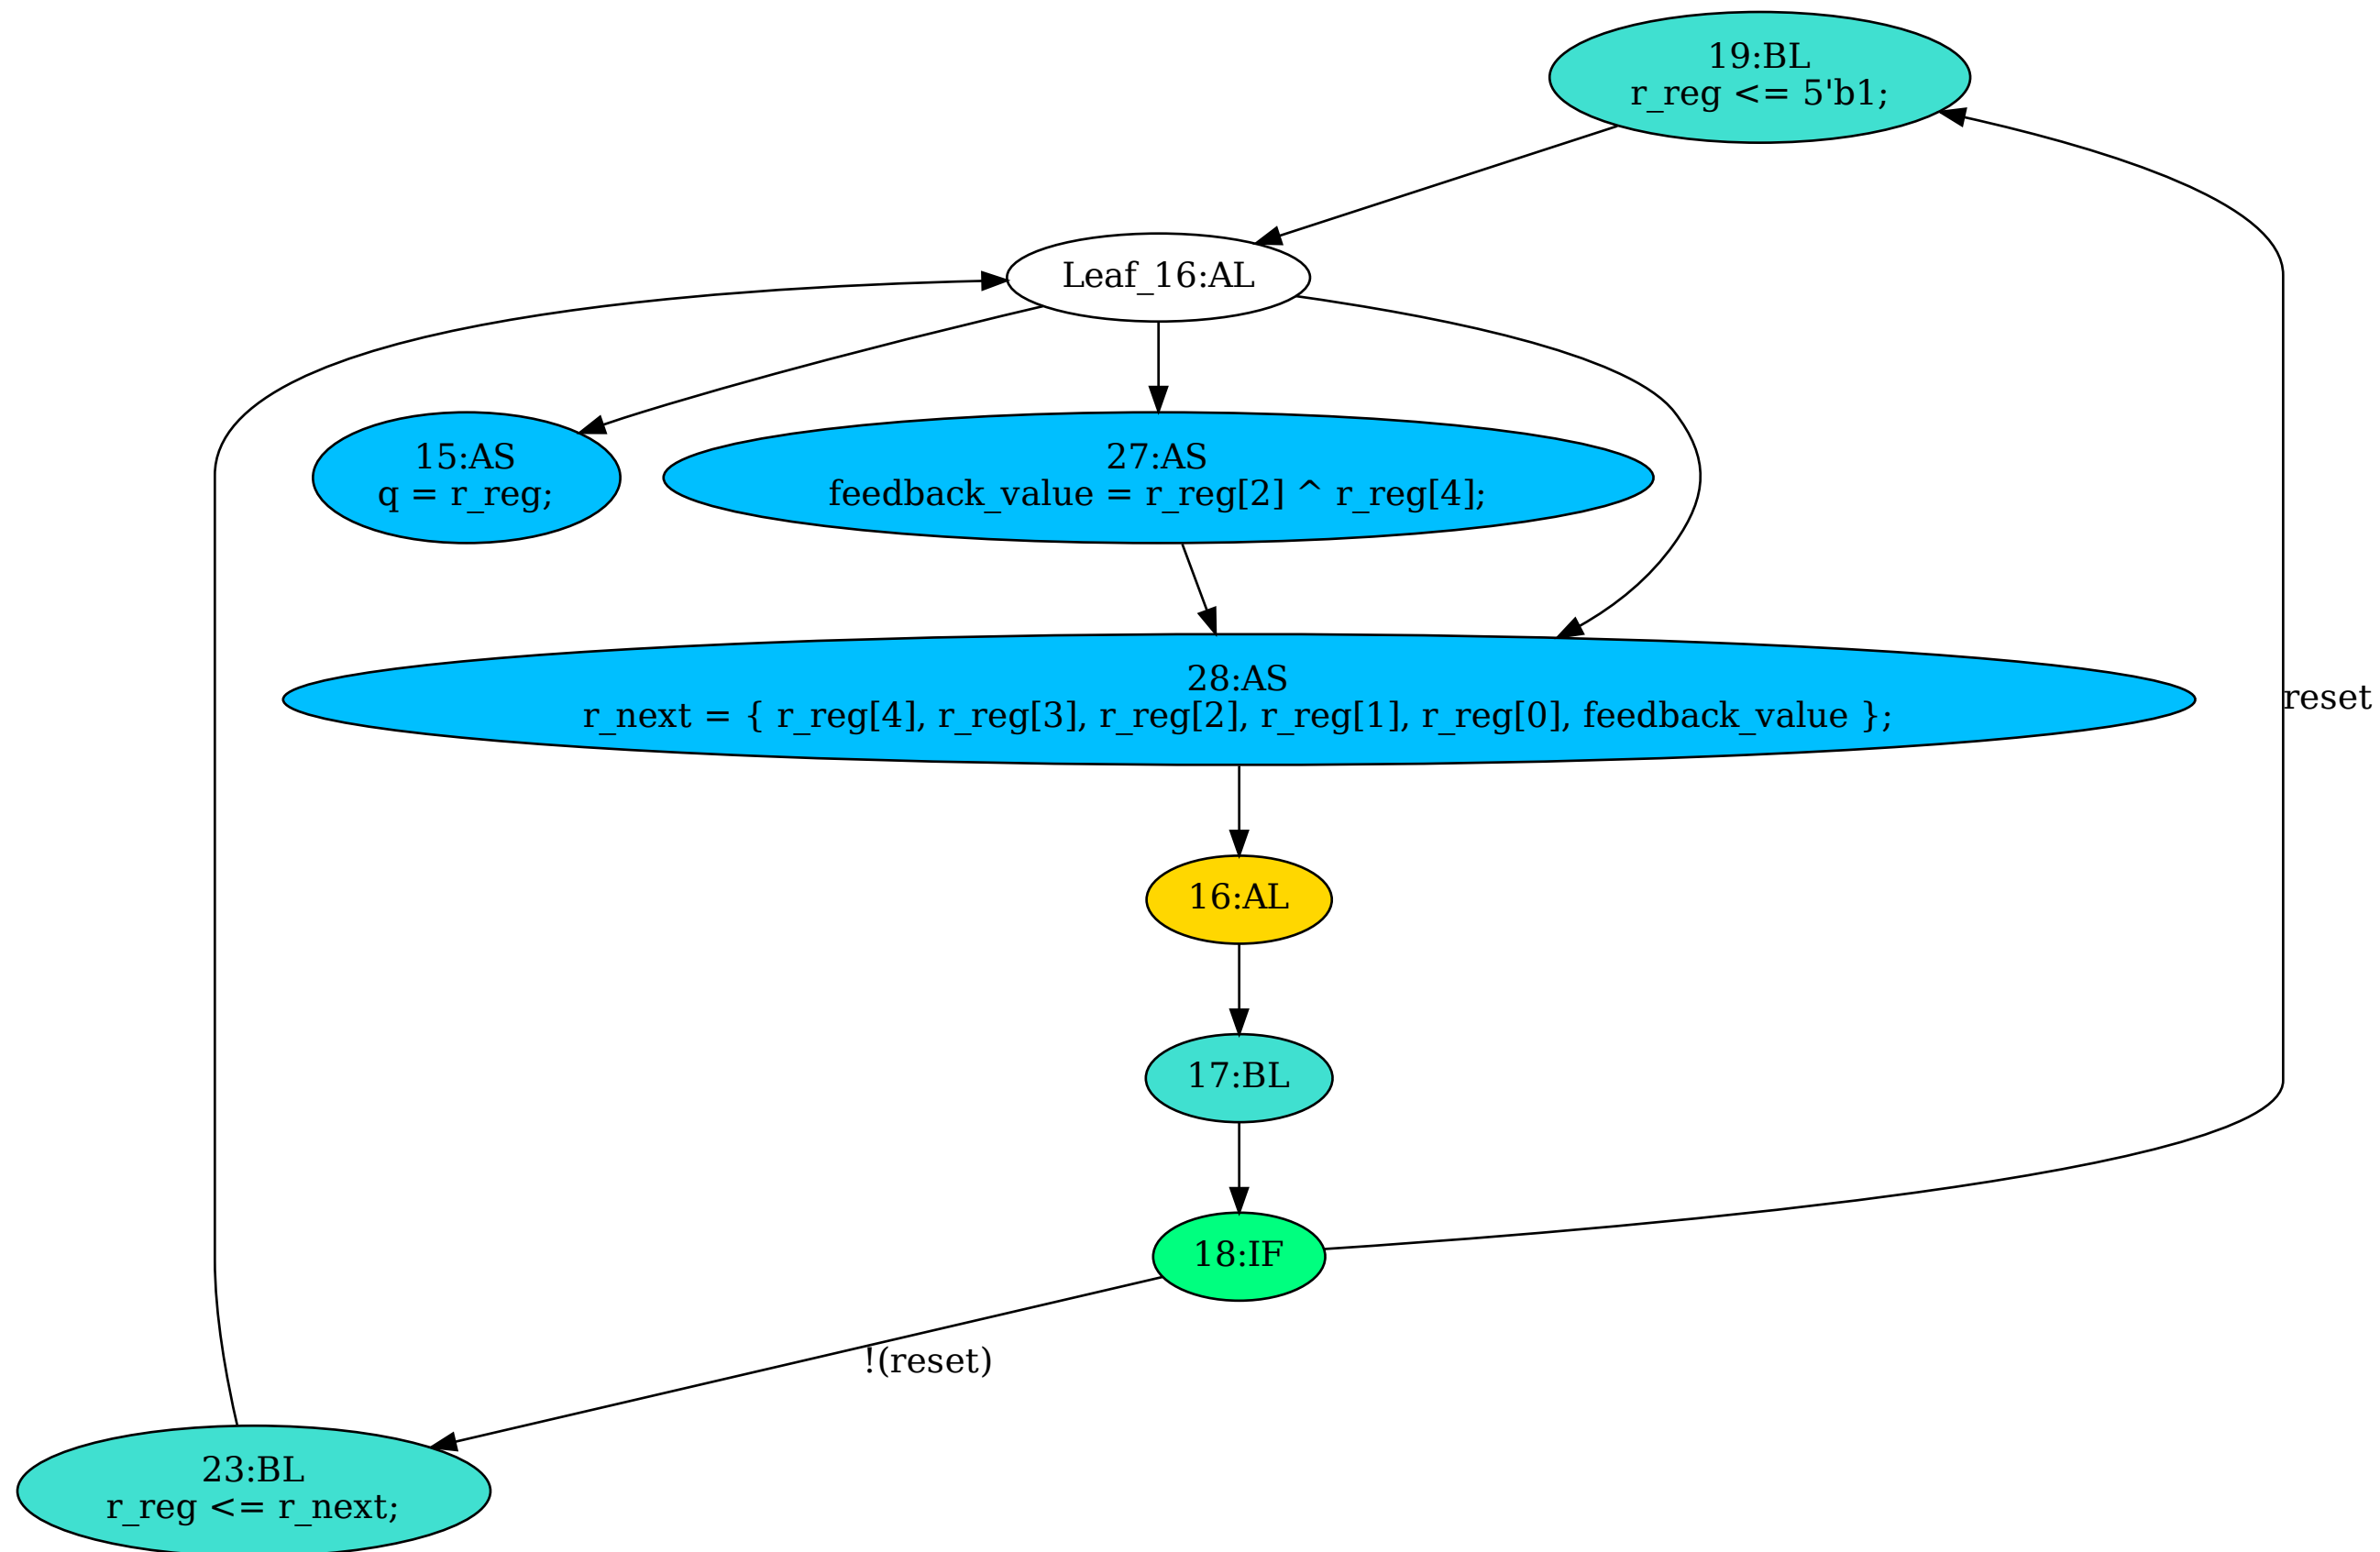 19:BL
r_reg <= 5'b1;
Leaf_16:AL
15:AS
q = r_reg;
27:AS
feedback_value = r_reg[2] ^ r_reg[4];
28:AS
r_next = { r_reg[4], r_reg[3], r_reg[2], r_reg[1], r_reg[0], feedback_value };
reset
16:AL
17:BL
18:IF
!(reset)
23:BL
r_reg <= r_next;